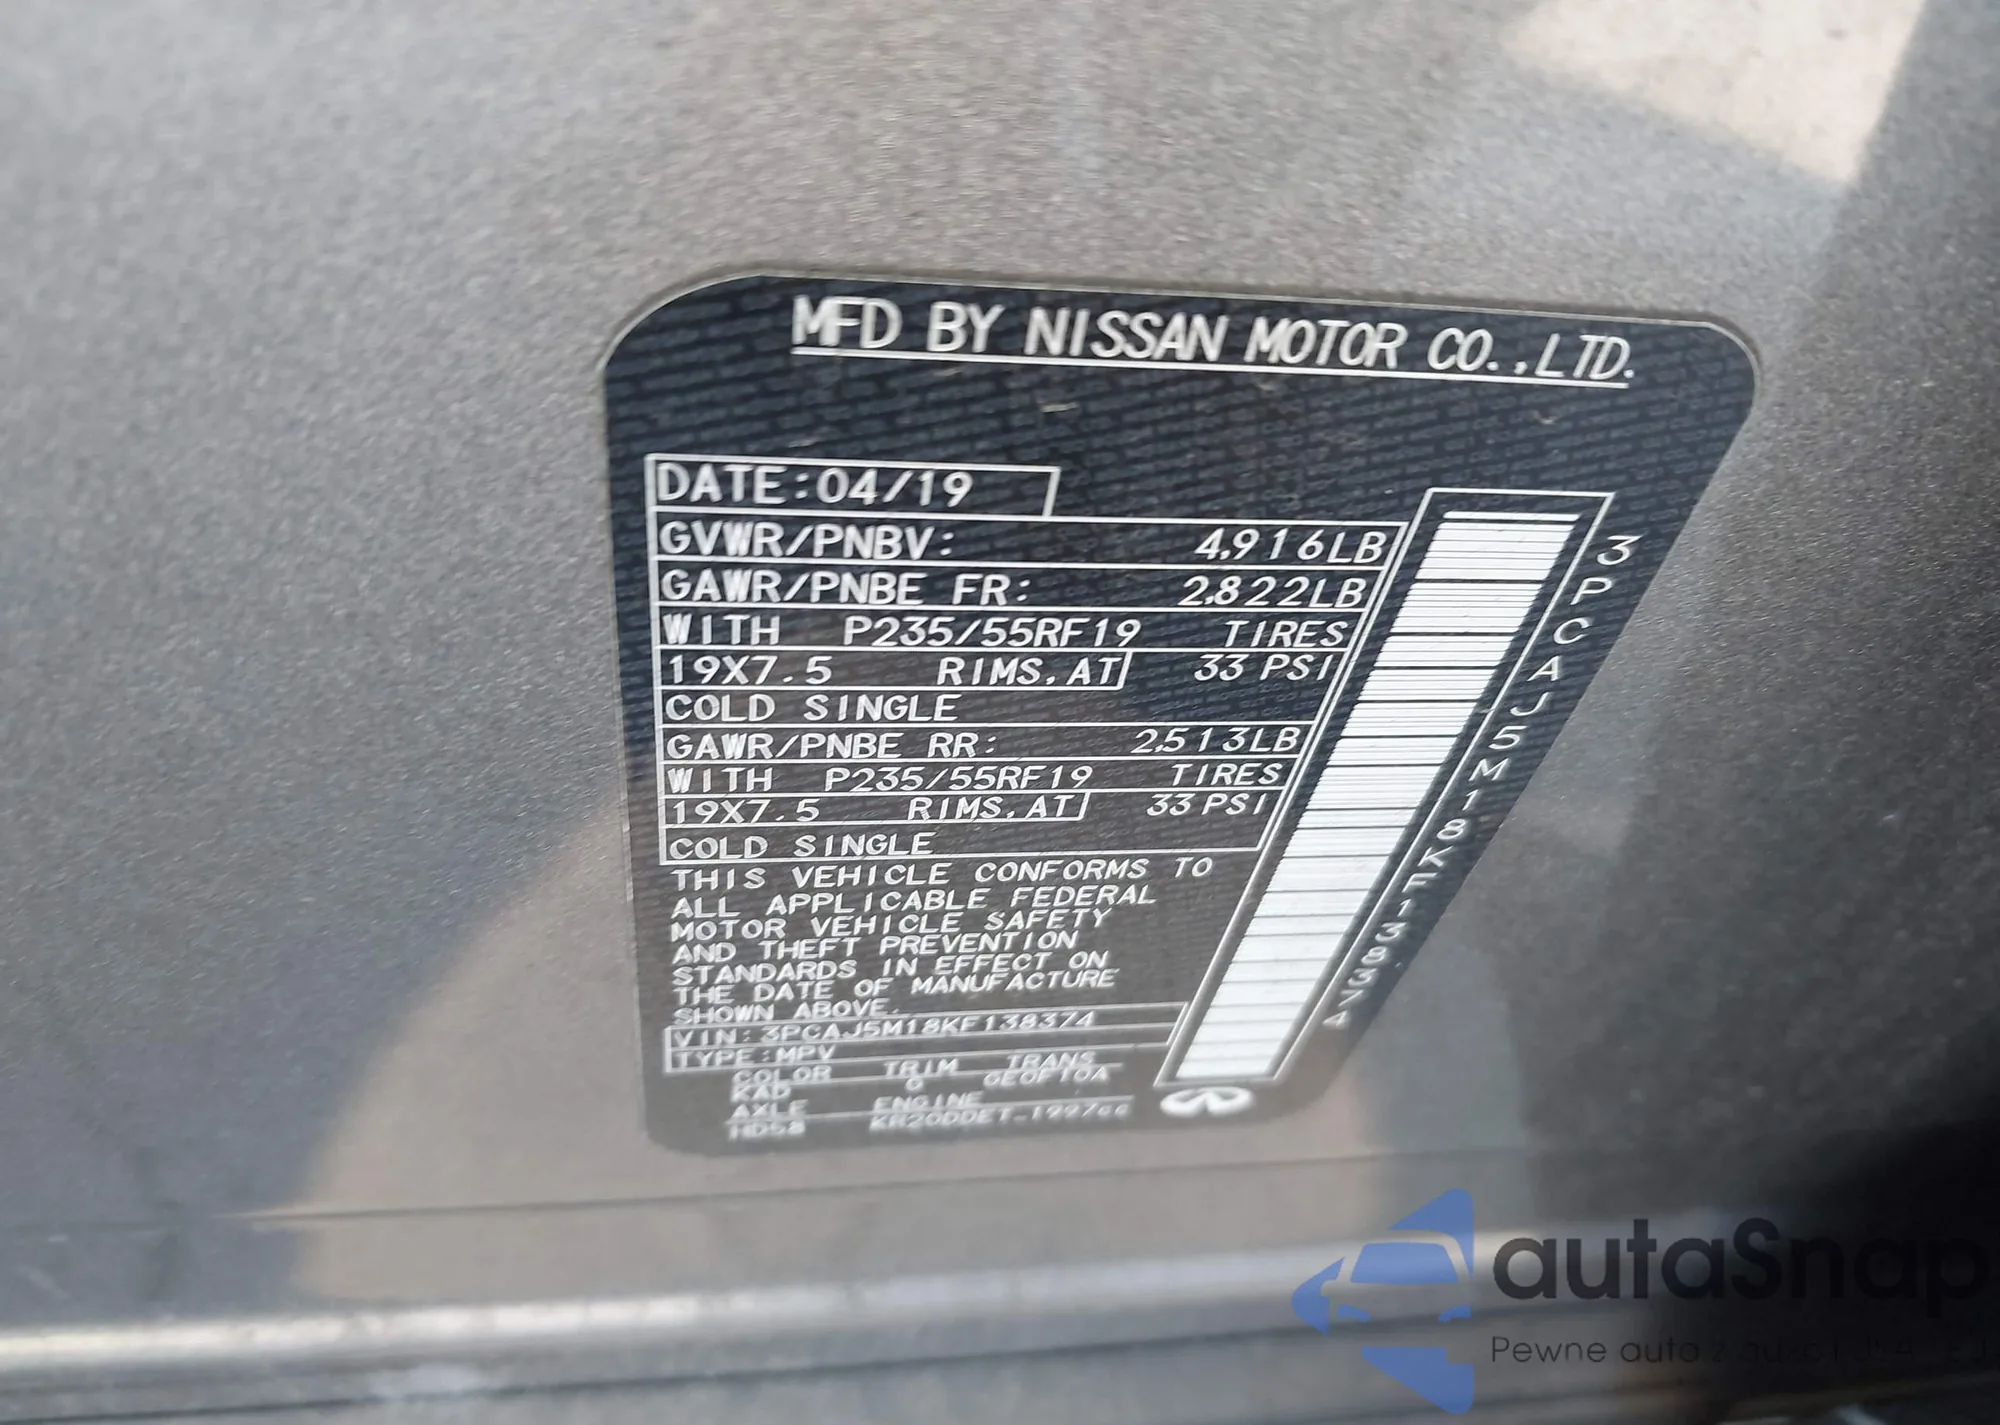 MFD BY NISSAN MOTOR CO.,LTD.
DATE:04/19
GVWR/PNBV: 4,916LB
GAWR/PNBE FR: 2,822LB
WITH P235/55RF19 TIRES
19X7.5 RIMS,AT 33 PSI
COLD SINGLE
GAWR/PNBE RR: 2,513LB
WITH P235/55RF19 TIRES
19X7.5 RIMS,AT 33 PSI
COLD SINGLE
THIS VEHICLE CONFORMS TO
ALL APPLICABLE FEDERAL
MOTOR VEHICLE SAFETY
AND THEFT PREVENTION
STANDARDS IN EFFECT ON
THE DATE OF MANUFACTURE
SHOWN ABOVE.
VIN:3PCAJ5M18KF138374
TYPE:MPV
COLOR TRIM TRANS
KAD G
AXLE ENGINE
KR20DDET-1997cc
3PCAJ5M18KF138374
autaSnap
Pewne auto z